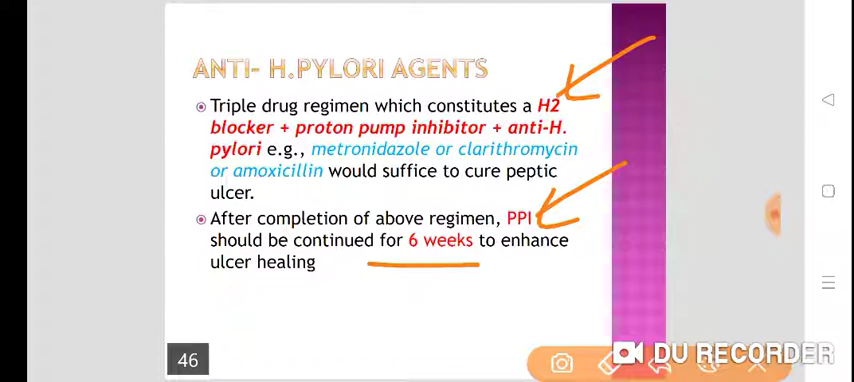 ANTI- H.PYLORI AGENTS
Triple drug regimen which constitutes a H2
blocker + proton pump inhibitor + anti-H.
pylori e.g., metronidazole or clarithromycin
or amoxicillin would suffice to cure peptic
ulcer.
After completion of above regimen, PPI
should be continued for 6 weeks to enhance
ulcer healing
46
DU RECORDER